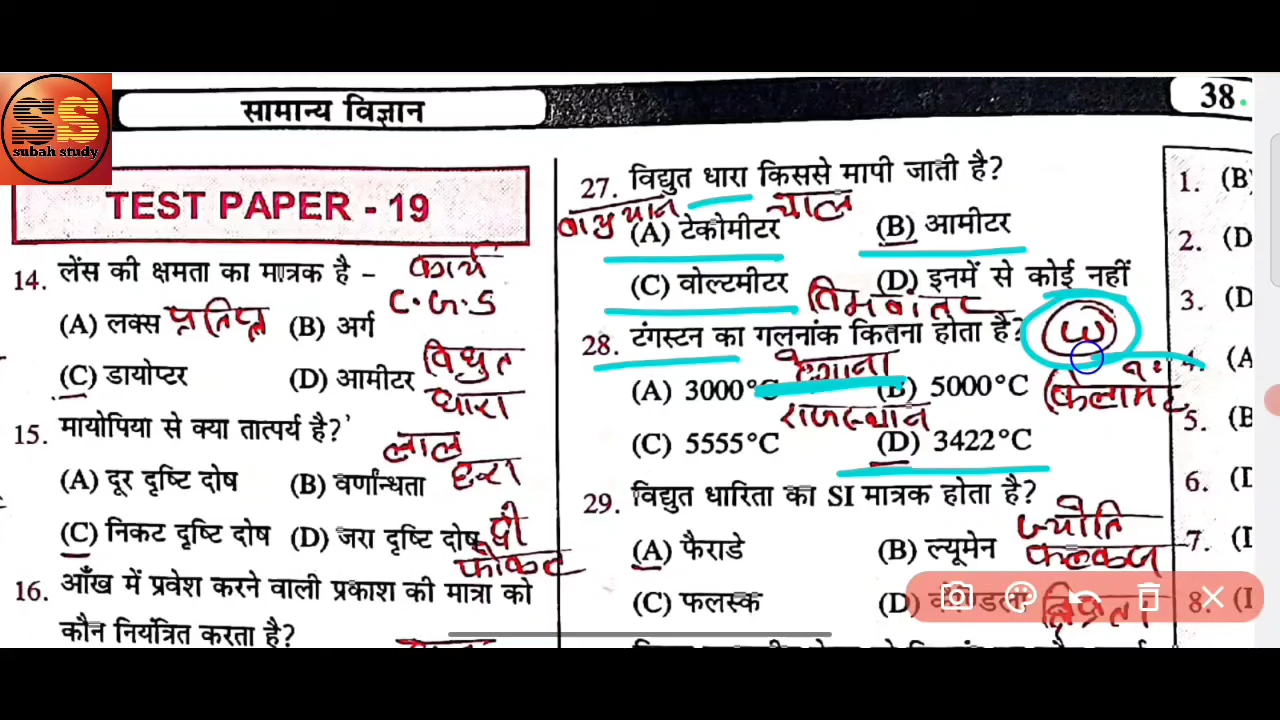 SS
subah study
सामान्य विज्ञान
38
TEST PAPER - 19
14. लेंस की क्षमता का मात्रक है – कार्य
C.G.S
(A) लक्स (B) अर्ग
(C) डायोप्टर (D) आमीटर विद्युत
धारा
15. मायोपिया से क्या तात्पर्य है? लाल
हरा
(A) दूर दृष्टि दोष (B) वर्णान्धता
(C) निकट दृष्टि दोष (D) जरा दृष्टि दोष
16. आँख में प्रवेश करने वाली प्रकाश की मात्रा को
कौन नियंत्रित करता है?
27. विद्युत धारा किससे मापी जाती है?
वायुयान चाल
(A) टेकोमीटर (B) आमीटर
(C) वोल्टमीटर (D) इनमें से कोई नहीं
28. टंगस्टन का गलनांक कितना होता है? W
(A) 3000°C (B) 5000°C
राजस्थान
(C) 5555°C (D) 3422°C
29. विद्युत धारिता का SI मात्रक होता है?
ज्योति
(A) फैराडे (B) ल्यूमेन
(C) फलस्क (D)
1. (B)
2. (D
3. (D
4. (A
5. (B
6. (D
7. (I
8. (I